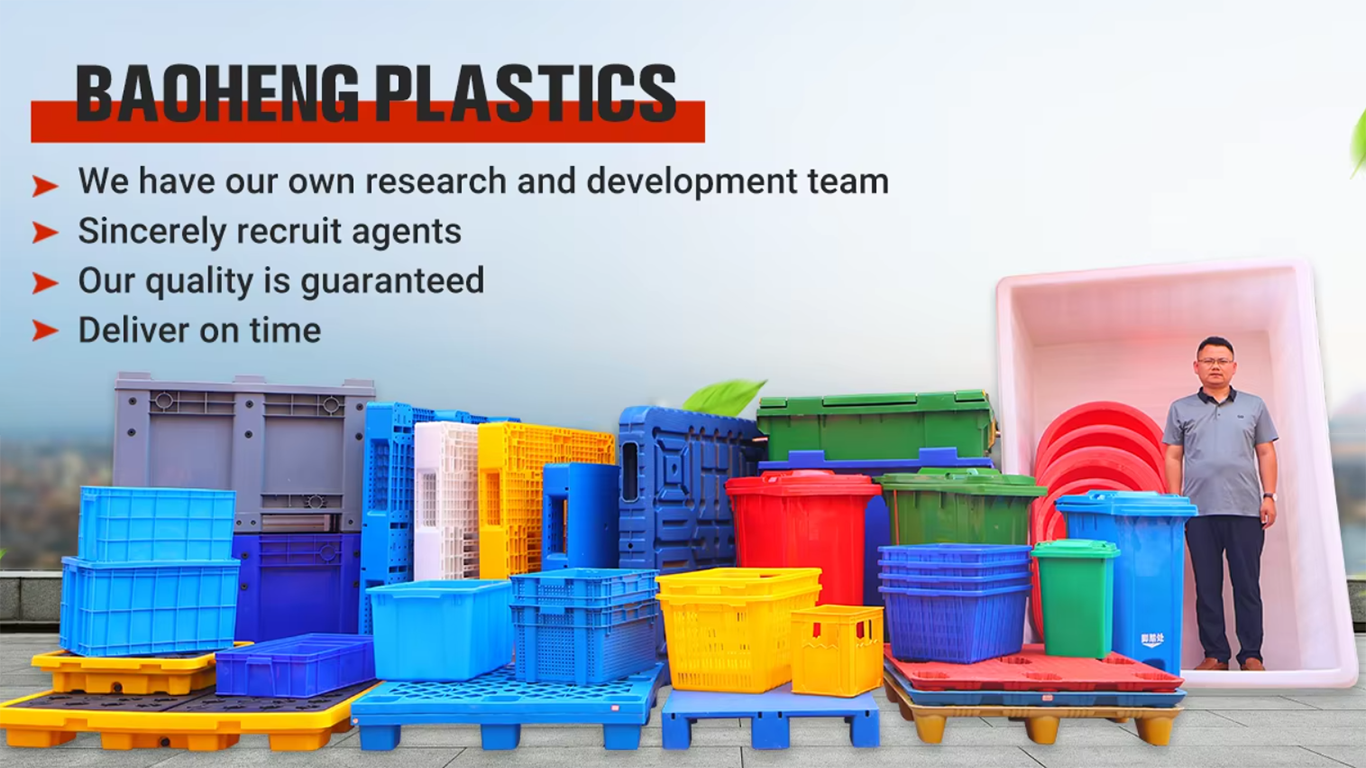 BAOHENG PLASTICS
We have our own research and development team
Sincerely recruit agents
Our quality is guaranteed
Deliver on time